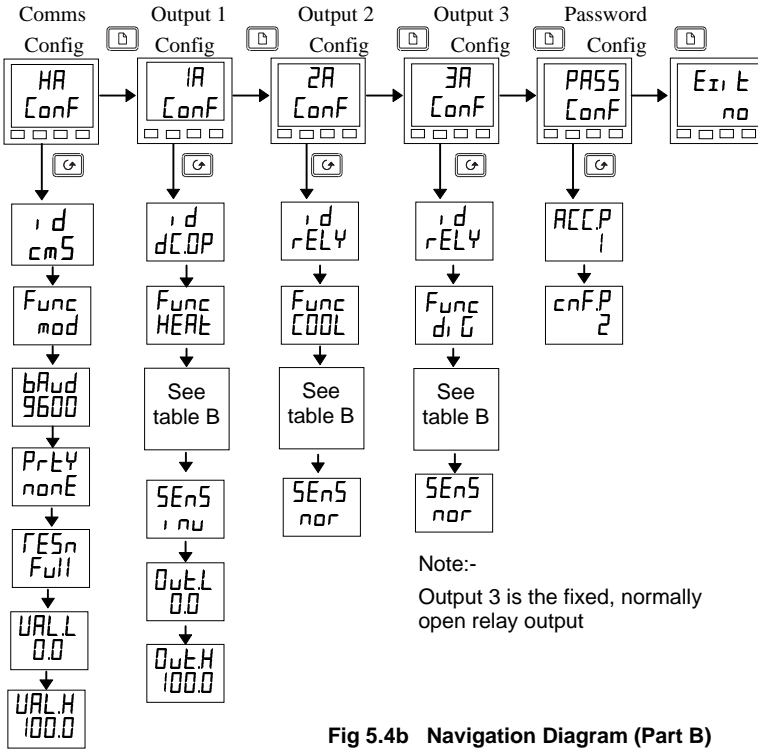 Comms
Config
HA
ConF
id
cmS
Func
mod
bAud
9600
PrtY
nonE
rESn
Full
VAL.L
0.0
VAL.H
100.0
Output 1
Config
1A
ConF
id
dC.OP
Func
HEAt
See
table B
SEnS
inv
Out.L
0.0
Out.H
100.0
Output 2
Config
2A
ConF
id
rELY
Func
COOL
See
table B
SEnS
nor
Output 3
Config
3A
ConF
id
rELY
Func
diG
See
table B
SEnS
nor
Password
Config
PASS
ConF
ACC.P
1
cnF.P
2
Exit
no
Note:-
Output 3 is the fixed, normally
open relay output
Fig 5.4b Navigation Diagram (Part B)